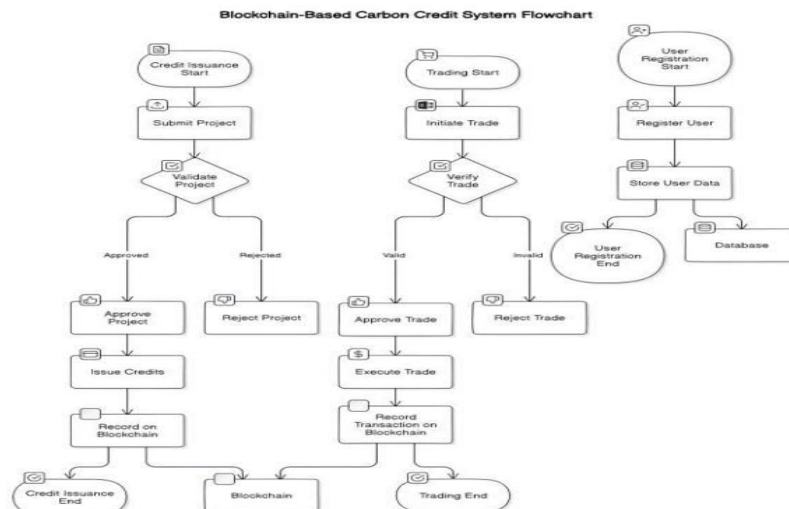 Blockchain-Based Carbon Credit System Flowchart
Credit Issuance
Start
Submit Project
Validate
Project
Approved
Rejected
Approve
Project
Reject Project
Issue Credits
Record on
Blockchain
Credit Issuance
End
Blockchain
Trading Start
Initiate Trade
Verify
Trade
Valid
Invalid
Approve Trade
Reject Trade
Execute Trade
Record
Transaction on
Blockchain
Trading End
User
Registration
Start
Register User
Store User Data
User
Registration
End
Database